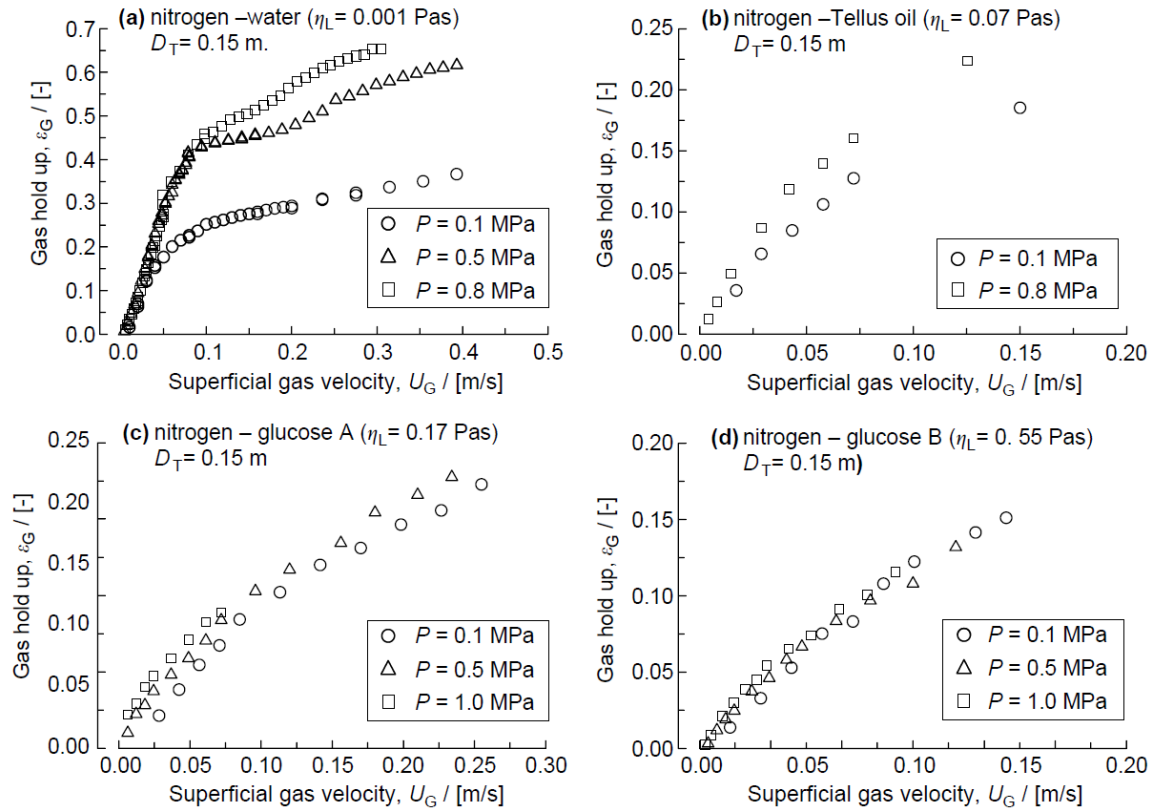 (a) nitrogen –water (ηL= 0.001 Pas)
DT= 0.15 m.
Gas hold up, εG / [-]
0.7
0.6
0.5
0.4
0.3
0.2
0.1
0.0
P = 0.1 MPa
P = 0.5 MPa
P = 0.8 MPa
0.0 0.1 0.2 0.3 0.4 0.5
Superficial gas velocity, UG / [m/s]
(b) nitrogen –Tellus oil (ηL= 0.07 Pas)
DT= 0.15 m
Gas hold up, εG / [-]
0.25
0.20
0.15
0.10
0.05
0.00
P = 0.1 MPa
P = 0.8 MPa
0.00 0.05 0.10 0.15 0.20
Superficial gas velocity, UG / [m/s]
(c) nitrogen – glucose A (ηL= 0.17 Pas)
DT= 0.15 m
Gas hold up, εG / [-]
0.25
0.20
0.15
0.10
0.05
0.00
P = 0.1 MPa
P = 0.5 MPa
P = 1.0 MPa
0.00 0.05 0.10 0.15 0.20 0.25 0.30
Superficial gas velocity, UG / [m/s]
(d) nitrogen – glucose B (ηL= 0. 55 Pas)
DT= 0.15 m)
Gas hold up, εG / [-]
0.20
0.15
0.10
0.05
0.00
P = 0.1 MPa
P = 0.5 MPa
P = 1.0 MPa
0.00 0.05 0.10 0.15 0.20
Superficial gas velocity, UG / [m/s]